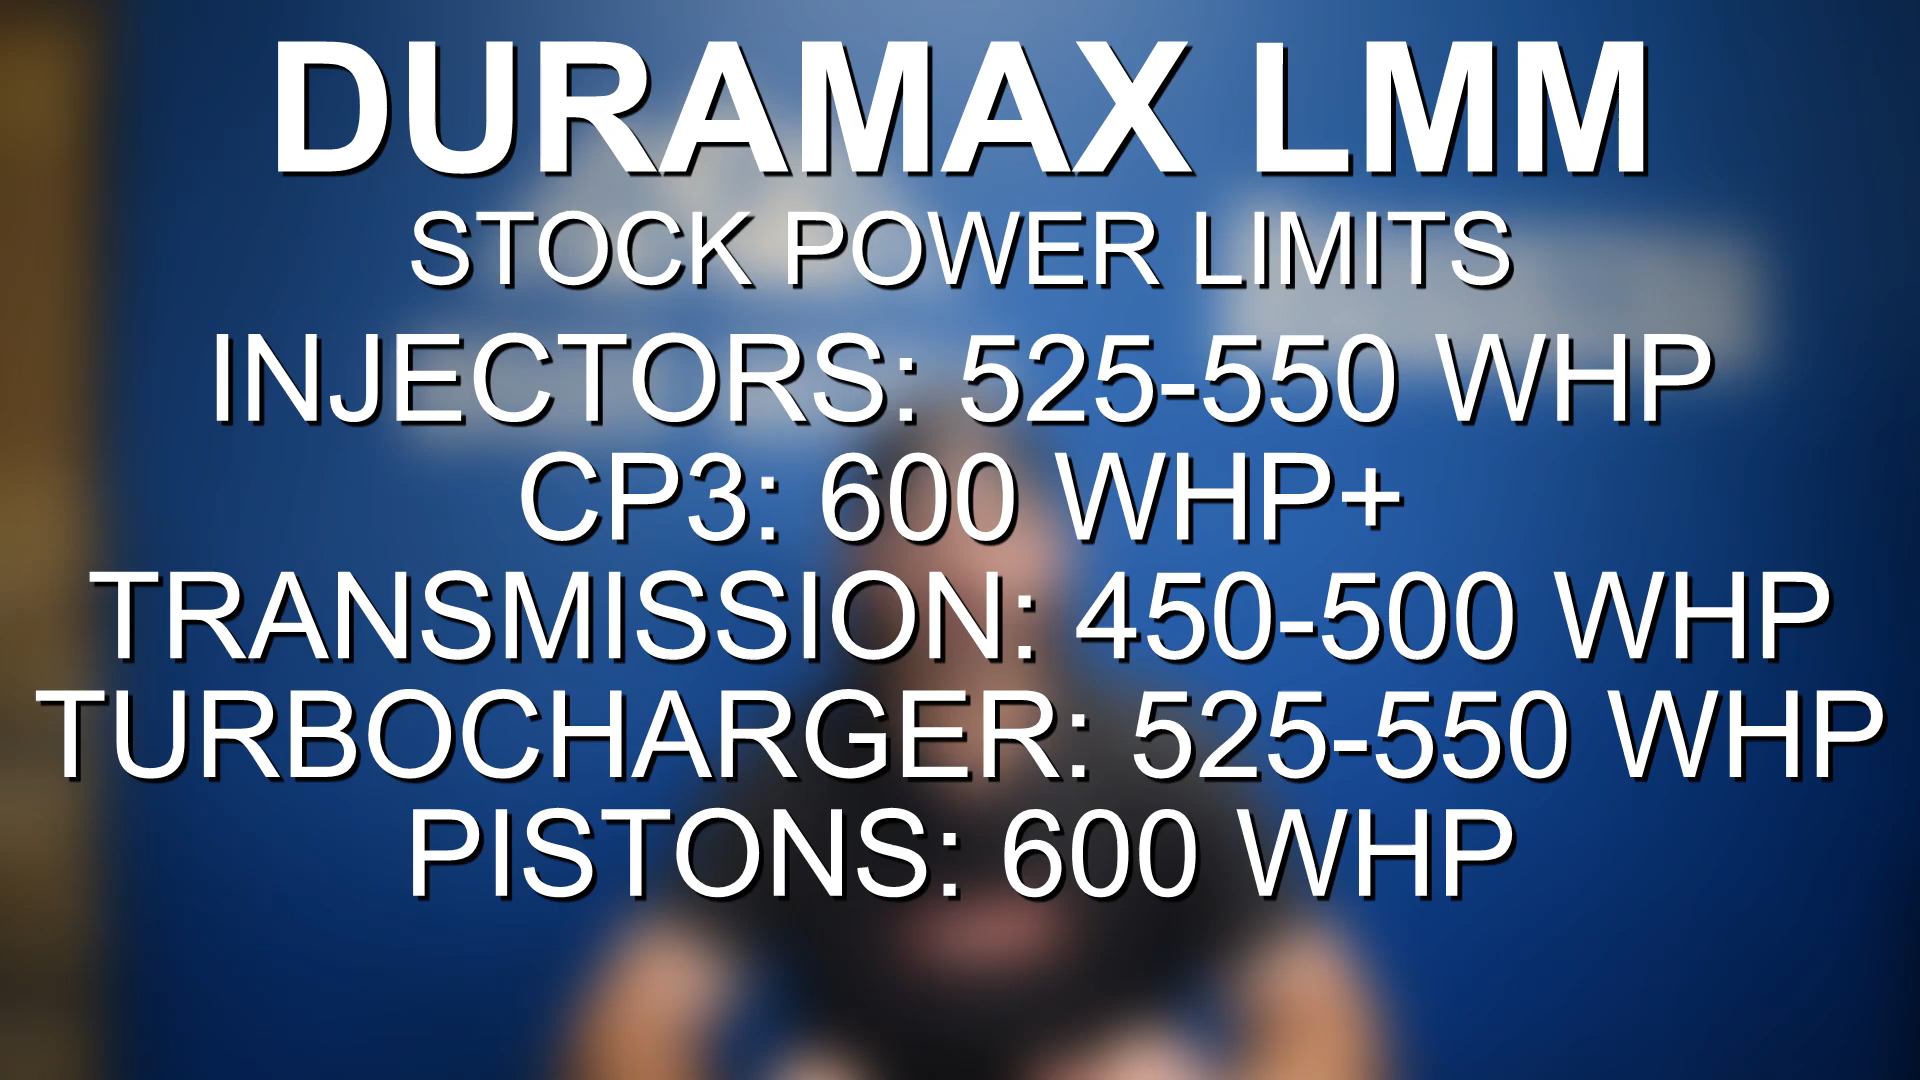 DURAMAX LMM
STOCK POWER LIMITS
INJECTORS: 525-550 WHP
CP3: 600 WHP+
TRANSMISSION: 450-500 WHP
TURBOCHARGER: 525-550 WHP
PISTONS: 600 WHP